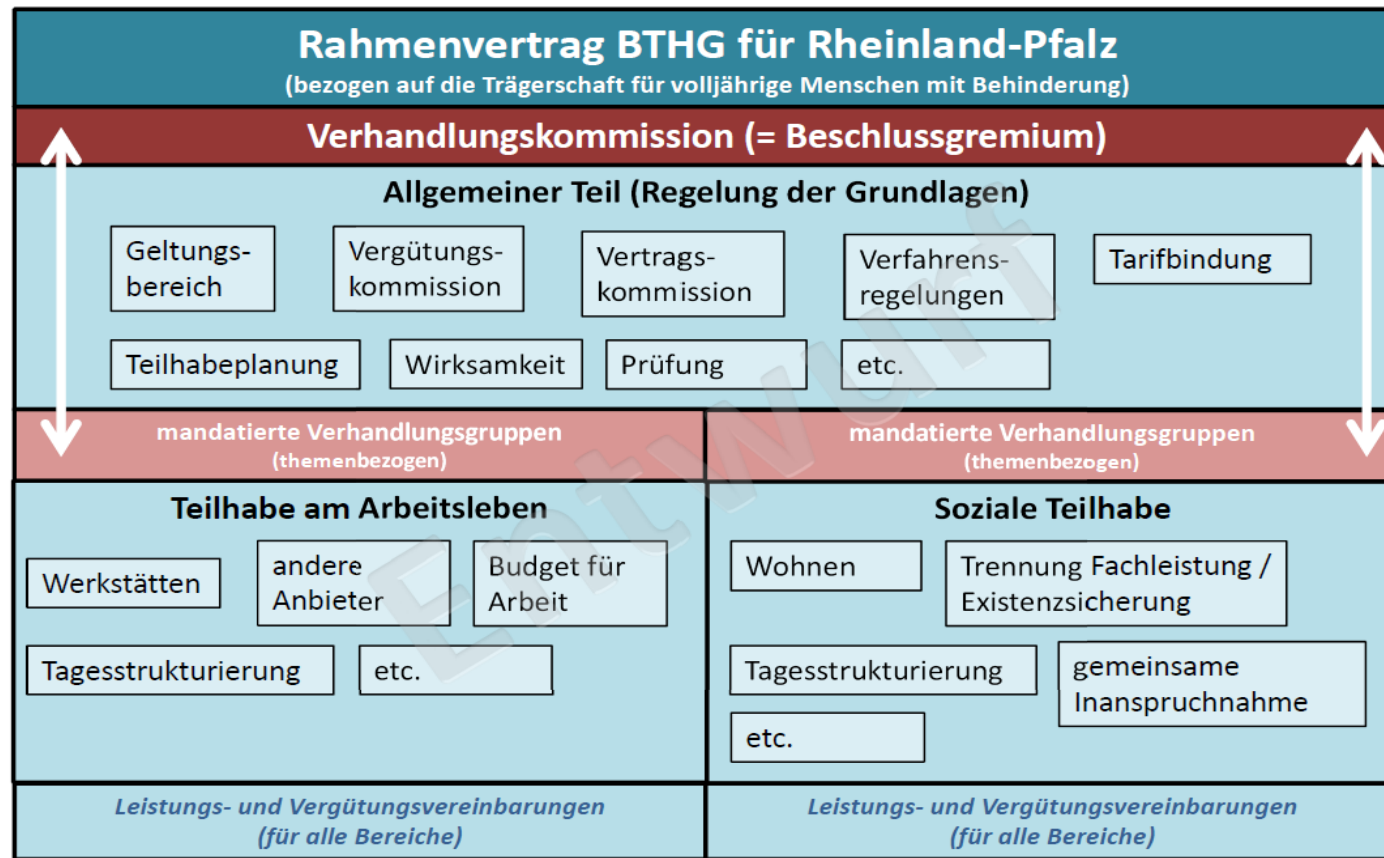 Rahmenvertrag BTHG für Rheinland-Pfalz
(bezogen auf die Trägerschaft für volljährige Menschen mit Behinderung)
Verhandlungskommission (= Beschlussgremium)
Allgemeiner Teil (Regelung der Grundlagen)
Geltungs-
bereich
Vergütungs-
kommission
Vertrags-
kommission
Verfahrens-
regelungen
Tarifbindung
Teilhabeplanung
Wirksamkeit
Prüfung
etc.
mandatierte Verhandlungsgruppen
(themenbezogen)
Teilhabe am Arbeitsleben
Werkstätten
andere
Anbieter
Budget für
Arbeit
Tagesstrukturierung
etc.
Leistungs- und Vergütungsvereinbarungen
(für alle Bereiche)
mandatierte Verhandlungsgruppen
(themenbezogen)
Soziale Teilhabe
Wohnen
Trennung Fachleistung /
Existenzsicherung
Tagesstrukturierung
gemeinsame
Inanspruchnahme
etc.
Leistungs- und Vergütungsvereinbarungen
(für alle Bereiche)
Entwurf